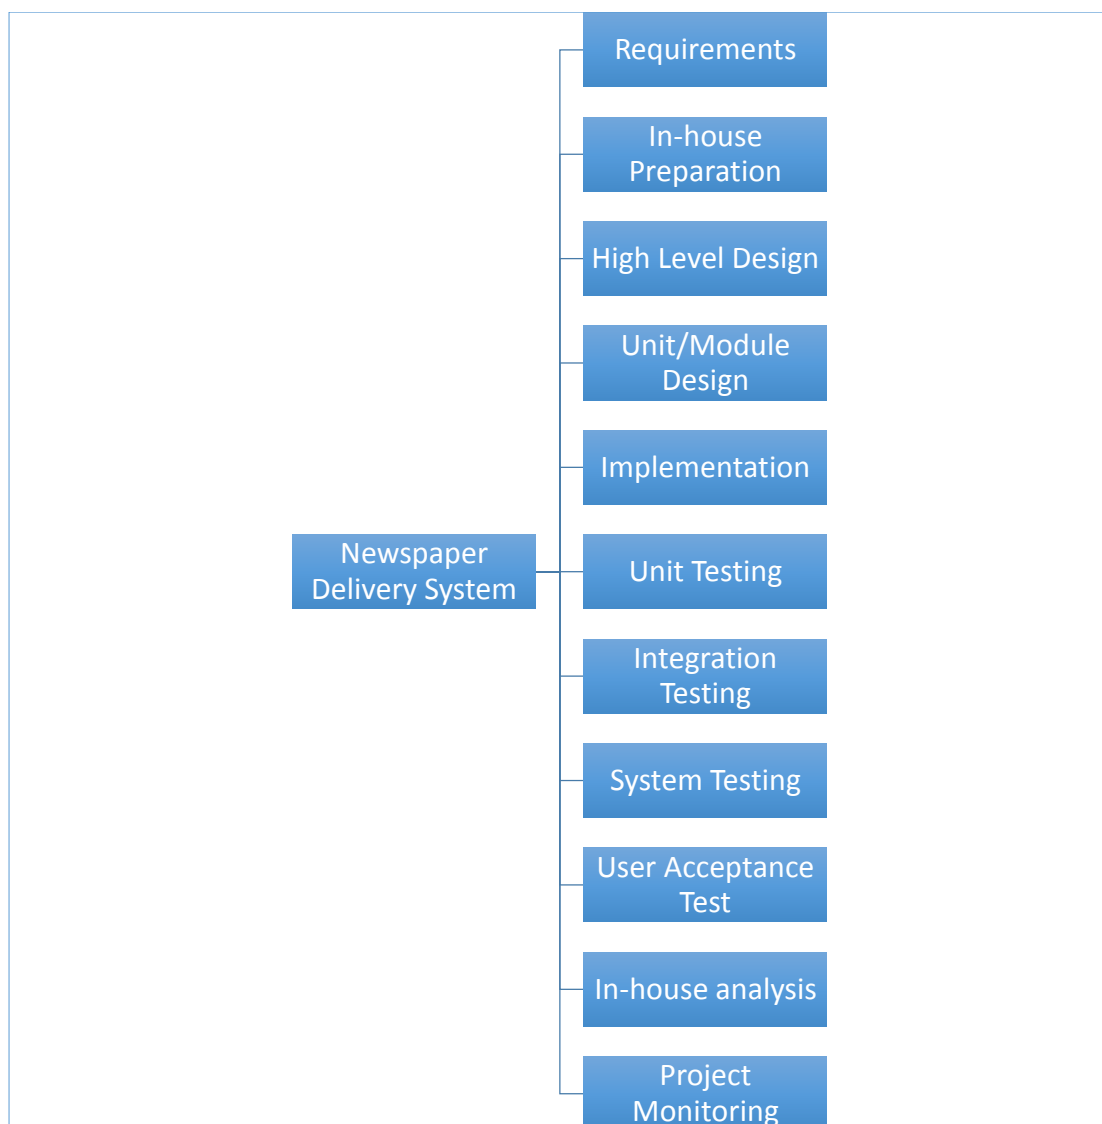 Requirements
In-house
Preparation
High Level Design
Unit/Module
Design
Implementation
Newspaper
Delivery System
Unit Testing
Integration
Testing
System Testing
User Acceptance
Test
In-house analysis
Project
Monitoring